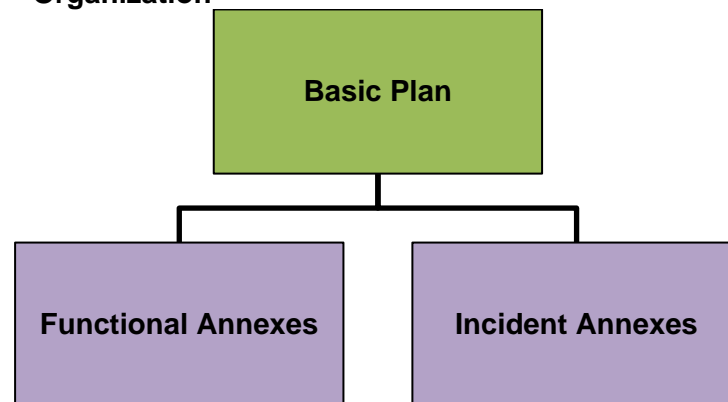 Organization
Basic Plan
Functional Annexes
Incident Annexes